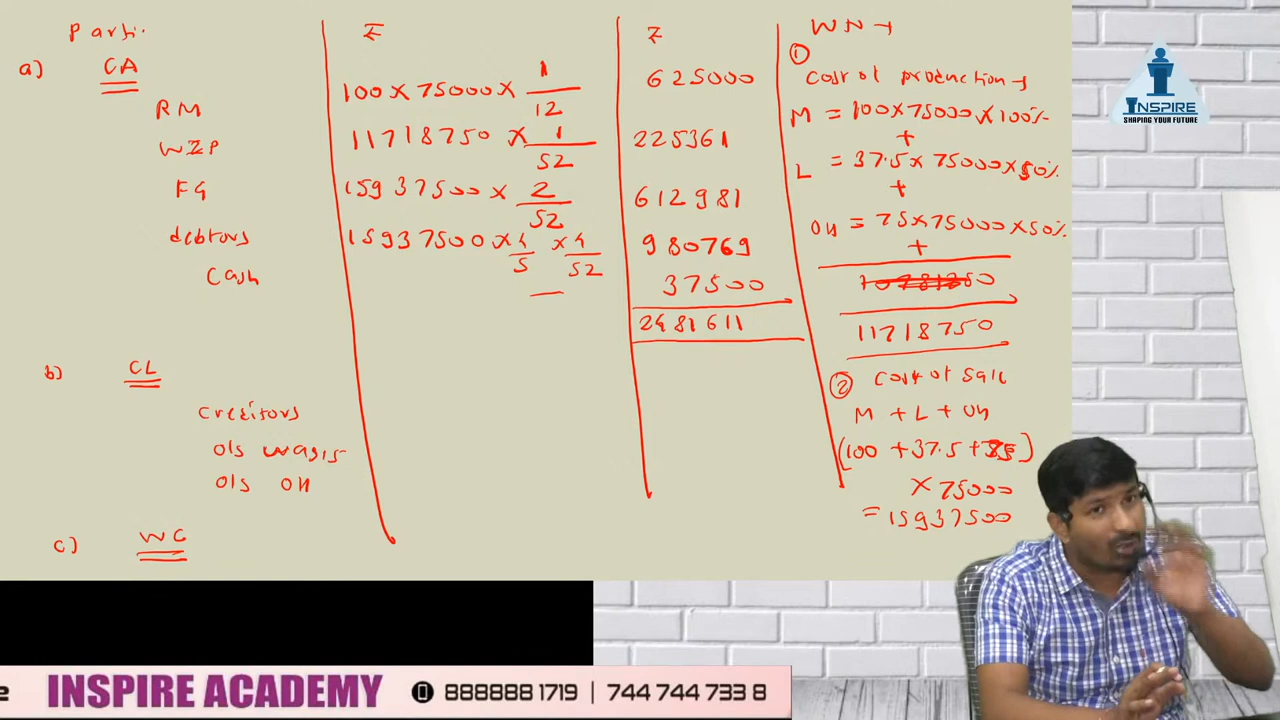 Parti.
₹
₹
a) CA
RM 100 x 75000 x 1/12 625000
WIP 11718750 x 1/52 225361
FG 15937500 x 2/52 612981
debtors 15937500 x 4/5 x 4/52 980769
Cash 37500
2481611
b) CL
creditors
o/s wages
o/s OH
c) WC
WN →
①
Cost of production →
M = 100 x 75000 x 100%
+
L = 37.5 x 75000 x 50%
+
OH = 75 x 75000 x 50%
+
11718750
② Cost of sale
M + L + OH
(100 + 37.5 + 75)
x 75000
= 15937500
INSPIRE
SHAPING YOUR FUTURE
e INSPIRE ACADEMY 888888 1719 | 744 744 733 8